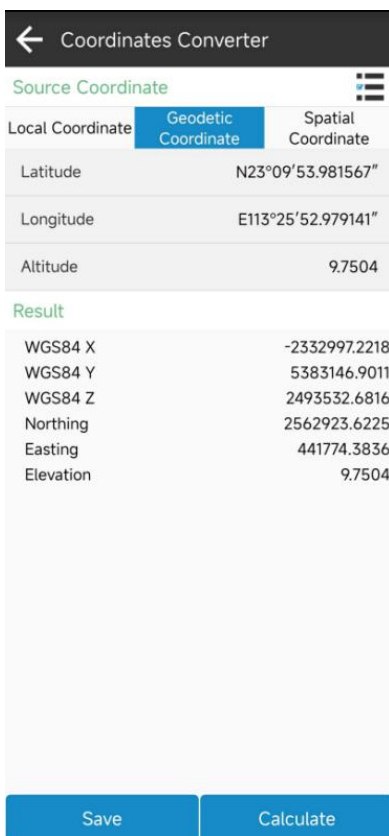 Coordinates Converter
Source Coordinate
Local Coordinate
Geodetic
Coordinate
Spatial
Coordinate
Latitude N23°09′53.981567″
Longitude E113°25′52.979141″
Altitude 9.7504
Result
WGS84 X -2332997.2218
WGS84 Y 5383146.9011
WGS84 Z 2493532.6816
Northing 2562923.6225
Easting 441774.3836
Elevation 9.7504
Save Calculate